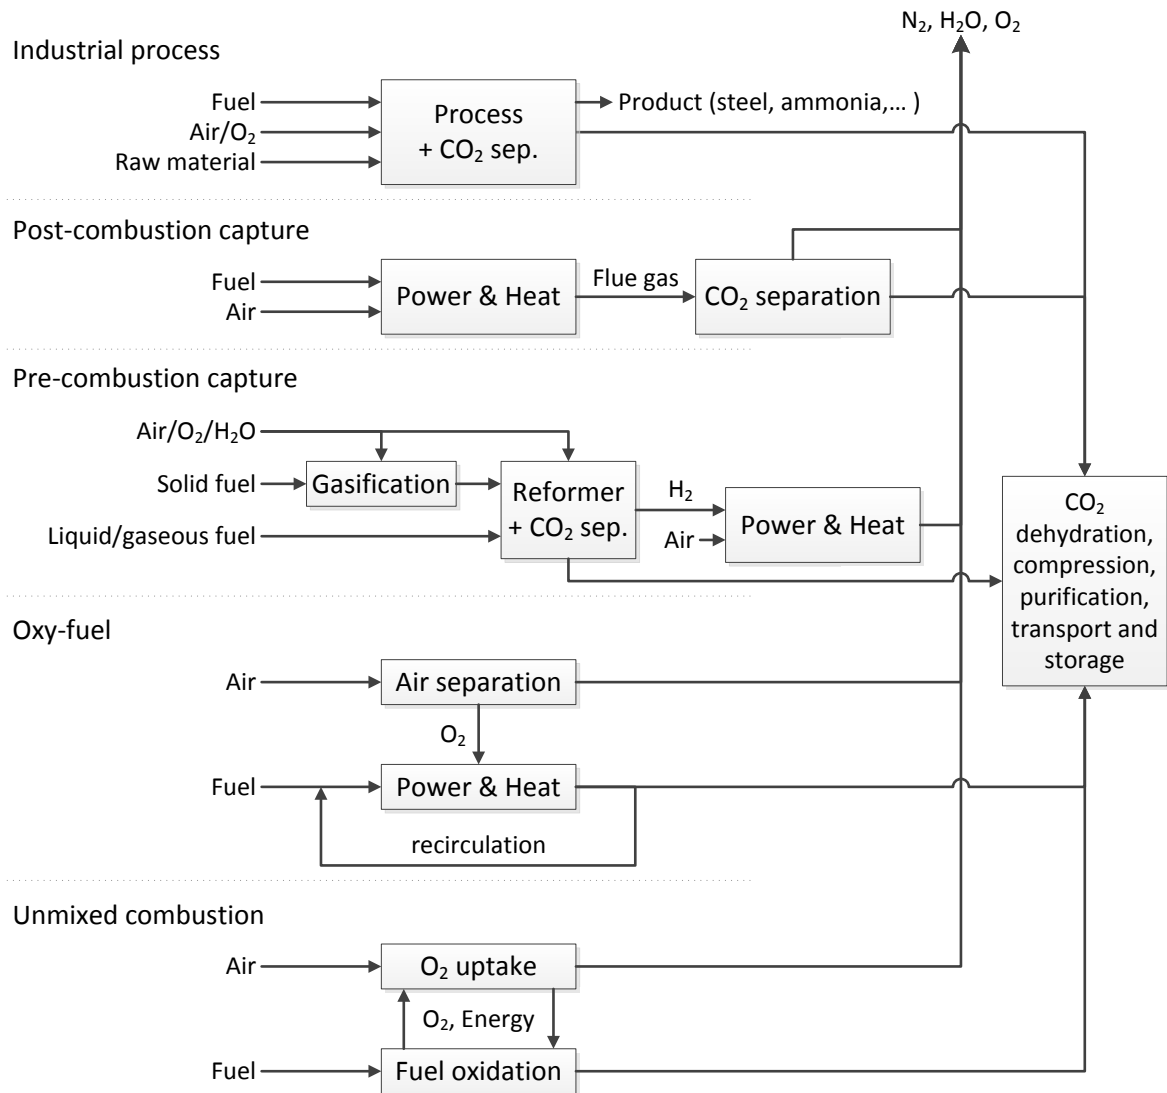 N₂, H₂O, O₂
Industrial process
Fuel
Air/O₂
Raw material
Process
+ CO₂ sep.
Product (steel, ammonia,... )
Post-combustion capture
Fuel
Air
Power & Heat
Flue gas
CO₂ separation
Pre-combustion capture
Air/O₂/H₂O
Solid fuel
Gasification
Liquid/gaseous fuel
Reformer
+ CO₂ sep.
H₂
Air
Power & Heat
CO₂
dehydration,
compression,
purification,
transport and
storage
Oxy-fuel
Air
Air separation
O₂
Fuel
Power & Heat
recirculation
Unmixed combustion
Air
O₂ uptake
O₂, Energy
Fuel
Fuel oxidation